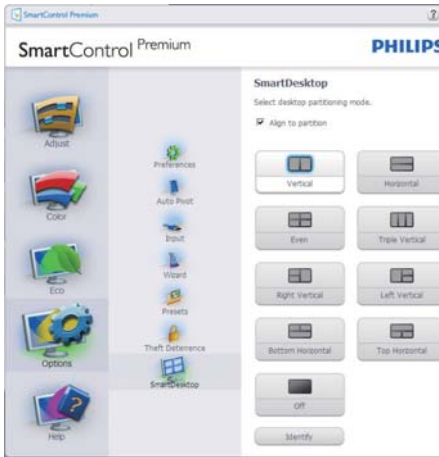 SmartControl Premium
SmartControl Premium
PHILIPS
Adjust
Color
Eco
Options
Help
Preferences
Auto Pivot
Input
Wizard
Presets
Theft Deterrence
SmartDesktop
SmartDesktop
Select desktop partitioning mode.
Align to partition
Vertical
Horizontal
Even
Triple Vertical
Right Vertical
Left Vertical
Bottom Horizontal
Top Horizontal
Off
Identify